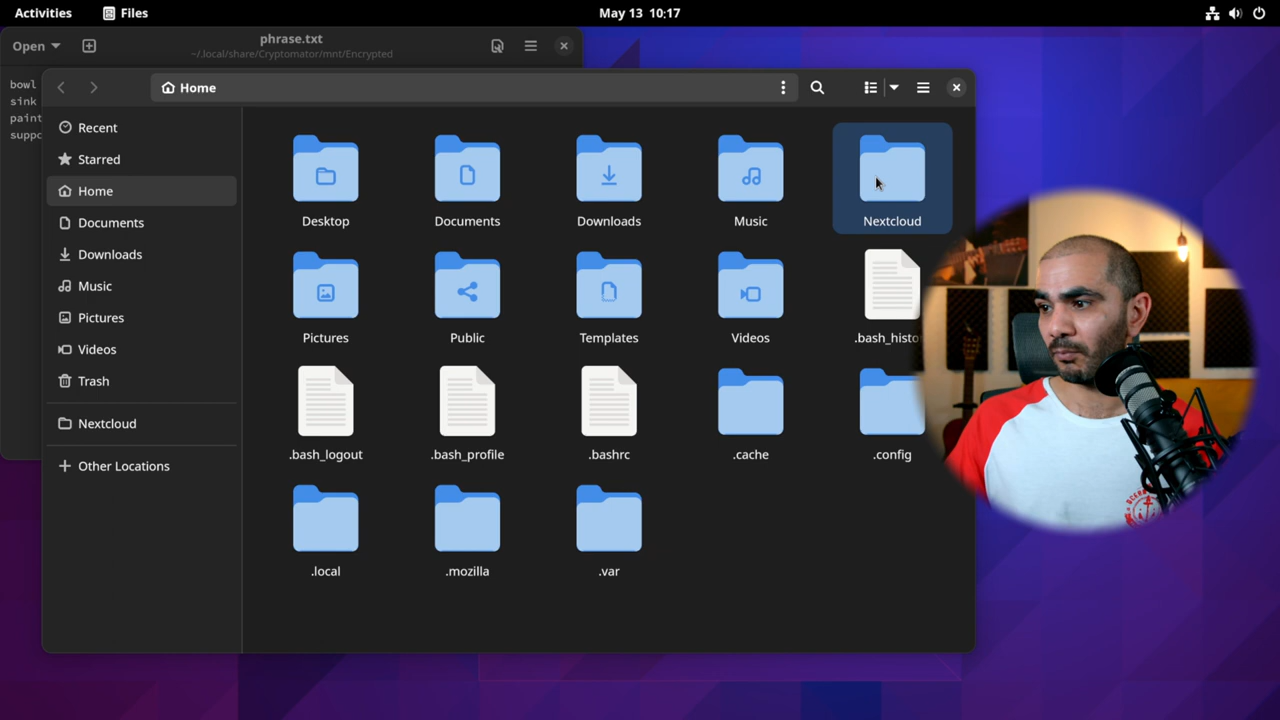 Activities Files May 13 10:17
Open phrase.txt
~/.local/share/Cryptomator/mnt/Encrypted
bowl
sink
paint
Home
Recent
Starred
Home
Documents
Downloads
Music
Pictures
Videos
Trash
Nextcloud
Other Locations
Desktop Documents Downloads Music Nextcloud
Pictures Public Templates Videos .bash_histo
.bash_logout .bash_profile .bashrc .cache .config
.local .mozilla .var